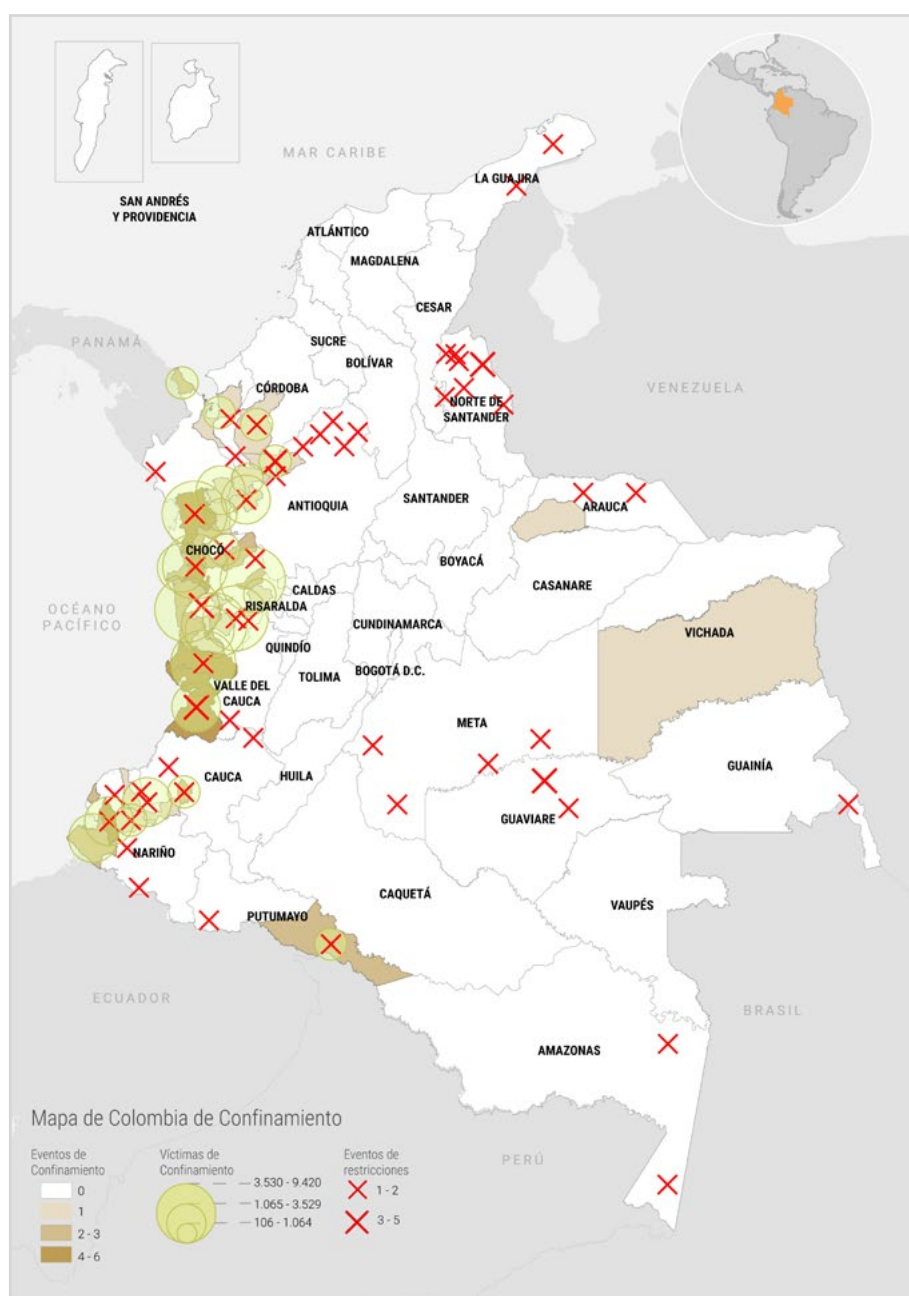 MAR CARIBE
LA GUAJIRA
SAN ANDRÉS
Y PROVIDENCIA
ATLÁNTICO
MAGDALENA
CESAR
PANAMÁ
SUCRE
BOLÍVAR
CÓRDOBA
VENEZUELA
NORTE DE
SANTANDER
ANTIOQUIA
SANTANDER
ARAUCA
CHOCÓ
BOYACÁ
CASANARE
CALDAS
OCÉANO
PACÍFICO
RISARALDA
CUNDINAMARCA
VICHADA
QUINDÍO
BOGOTÁ D.C.
TOLIMA
VALLE DEL
CAUCA
META
GUAINÍA
CAUCA
HUILA
GUAVIARE
NARIÑO
CAQUETÁ
VAUPÉS
PUTUMAYO
ECUADOR
BRASIL
AMAZONAS
PERÚ
Mapa de Colombia de Confinamiento
Eventos de
Confinamiento
0
1
2 - 3
4 - 6
Víctimas de
Confinamiento
3.530 - 9.420
1.065 - 3.529
106 - 1.064
Eventos de
restricciones
1 - 2
3 - 5